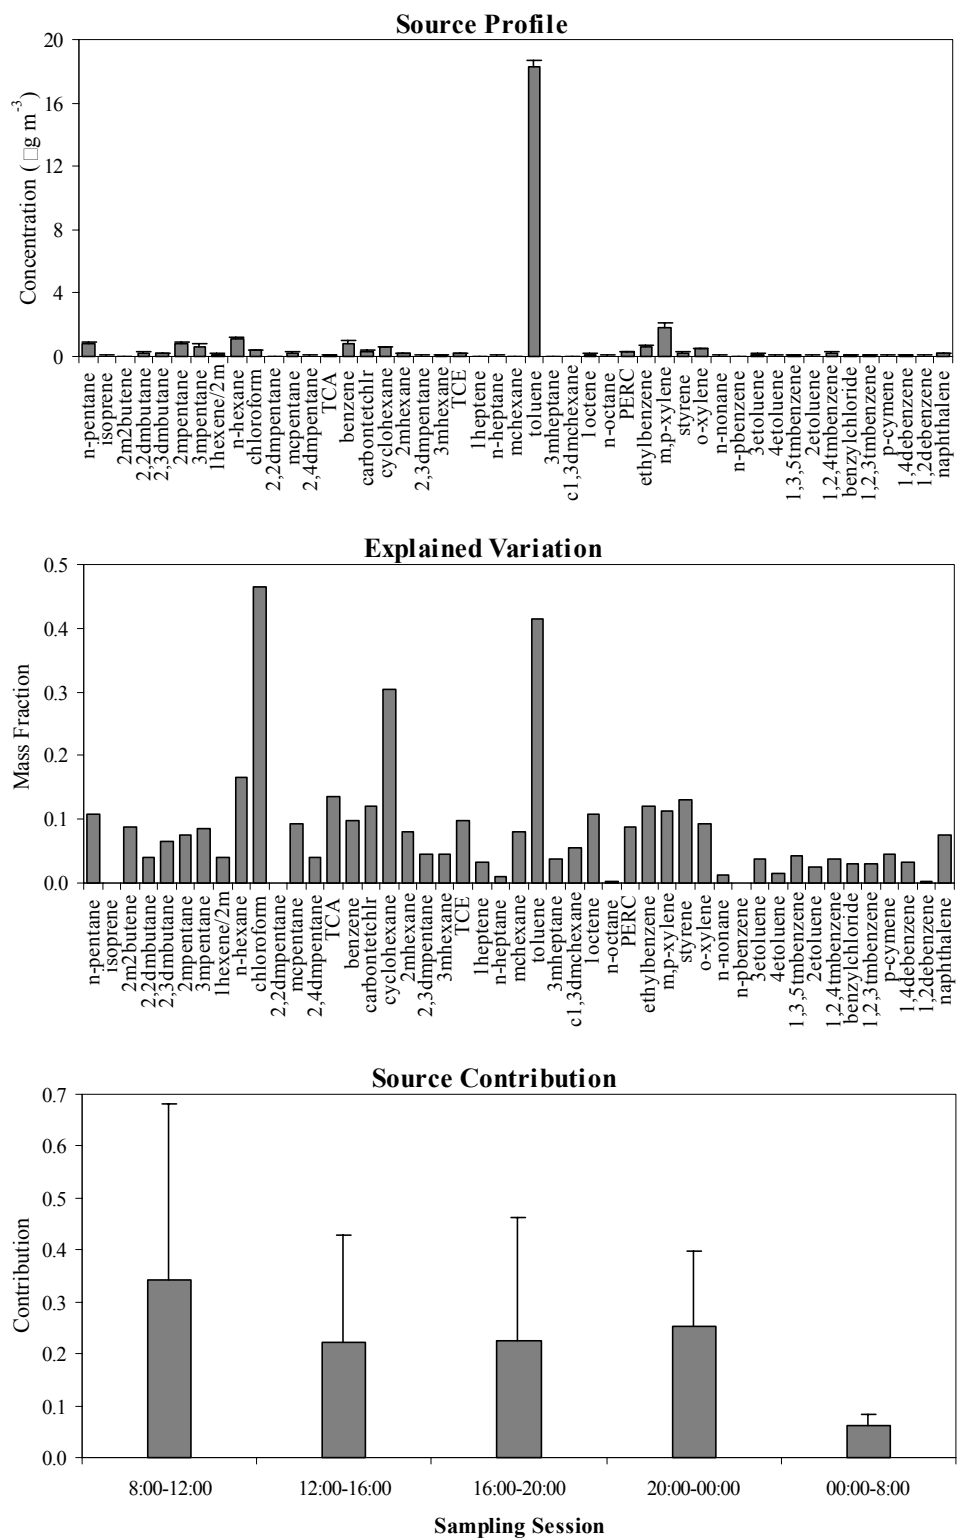 Source Profile
Concentration (□g m-3)
20
16
12
8
4
0
n-pentane
isoprene
2m2butene
2,2dmbutane
2,3dmbutane
2mpentane
3mpentane
1hexene/2m
n-hexane
chloroform
2,2dmpentane
mcpentane
2,4dmpentane
TCA
benzene
carbontetchlr
cyclohexane
2mhexane
2,3dmpentane
3mhexane
TCE
1heptene
n-heptane
mchexane
toluene
3mheptane
c1,3dmchexane
1octene
n-octane
PERC
ethylbenzene
m,p-xylene
styrene
o-xylene
n-nonane
n-pbenzene
3etoluene
4etoluene
1,3,5tmbenzene
2etoluene
1,2,4tmbenzene
benzylchloride
1,2,3tmbenzene
p-cymene
1,4debenzene
1,2debenzene
naphthalene
Explained Variation
Mass Fraction
0.5
0.4
0.3
0.2
0.1
0.0
n-pentane
isoprene
2m2butene
2,2dmbutane
2,3dmbutane
2mpentane
3mpentane
1hexene/2m
n-hexane
chloroform
2,2dmpentane
mcpentane
2,4dmpentane
TCA
benzene
carbontetchlr
cyclohexane
2mhexane
2,3dmpentane
3mhexane
TCE
1heptene
n-heptane
mchexane
toluene
3mheptane
c1,3dmchexane
1octene
n-octane
PERC
ethylbenzene
m,p-xylene
styrene
o-xylene
n-nonane
n-pbenzene
3etoluene
4etoluene
1,3,5tmbenzene
2etoluene
1,2,4tmbenzene
benzylchloride
1,2,3tmbenzene
p-cymene
1,4debenzene
1,2debenzene
naphthalene
Source Contribution
Contribution
0.7
0.6
0.5
0.4
0.3
0.2
0.1
0.0
8:00-12:00
12:00-16:00
16:00-20:00
20:00-00:00
00:00-8:00
Sampling Session